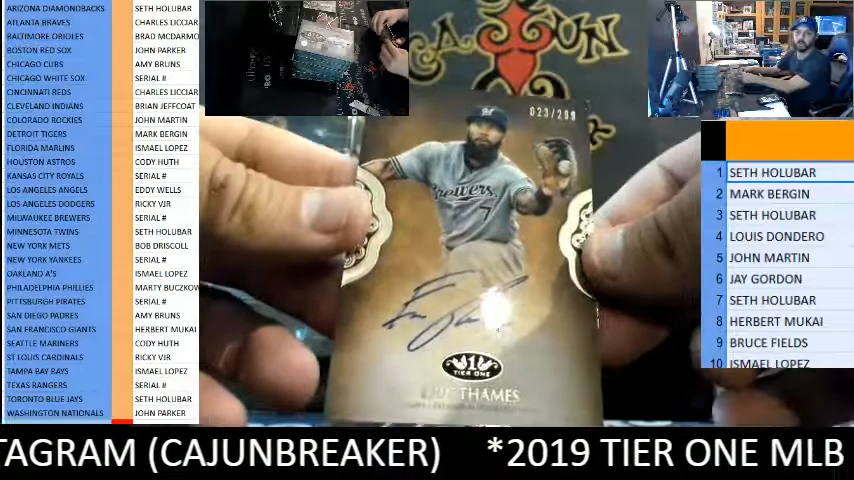 ARIZONA DIAMONDBACKS SETH HOLUBAR
ATLANTA BRAVES CHARLES LICCIAR
BALTIMORE ORIOLES BRAD MCDARMO
BOSTON RED SOX JOHN PARKER
CHICAGO CUBS AMY BRUNS
CHICAGO WHITE SOX SERIAL #
CINCINNATI REDS CHARLES LICCIAR
CLEVELAND INDIANS BRIAN JEFFCOAT
COLORADO ROCKIES JOHN MARTIN
DETROIT TIGERS MARK BERGIN
FLORIDA MARLINS ISMAEL LOPEZ
HOUSTON ASTROS CODY HUTH
KANSAS CITY ROYALS SERIAL #
LOS ANGELES ANGELS EDDY WELLS
LOS ANGELES DODGERS RICKY VJR
MILWAUKEE BREWERS SERIAL #
MINNESOTA TWINS SETH HOLUBAR
NEW YORK METS BOB DRISCOLL
NEW YORK YANKEES SERIAL #
OAKLAND A'S ISMAEL LOPEZ
PHILADELPHIA PHILLIES MARTY BUCZKOW
PITTSBURGH PIRATES SERIAL #
SAN DIEGO PADRES AMY BRUNS
SAN FRANCISCO GIANTS HERBERT MUKAI
SEATTLE MARINERS CODY HUTH
ST LOUIS CARDINALS RICKY VJR
TAMPA BAY RAYS ISMAEL LOPEZ
TEXAS RANGERS SERIAL #
TORONTO BLUE JAYS SETH HOLUBAR
WASHINGTON NATIONALS JOHN PARKER
CAJUN
Brewers
7
1
TIER ONE
THAMES
1 SETH HOLUBAR
2 MARK BERGIN
3 SETH HOLUBAR
4 LOUIS DONDERO
5 JOHN MARTIN
6 JAY GORDON
7 SETH HOLUBAR
8 HERBERT MUKAI
9 BRUCE FIELDS
10 ISMAEL LOPEZ
TAGRAM (CAJUNBREAKER) *2019 TIER ONE MLB